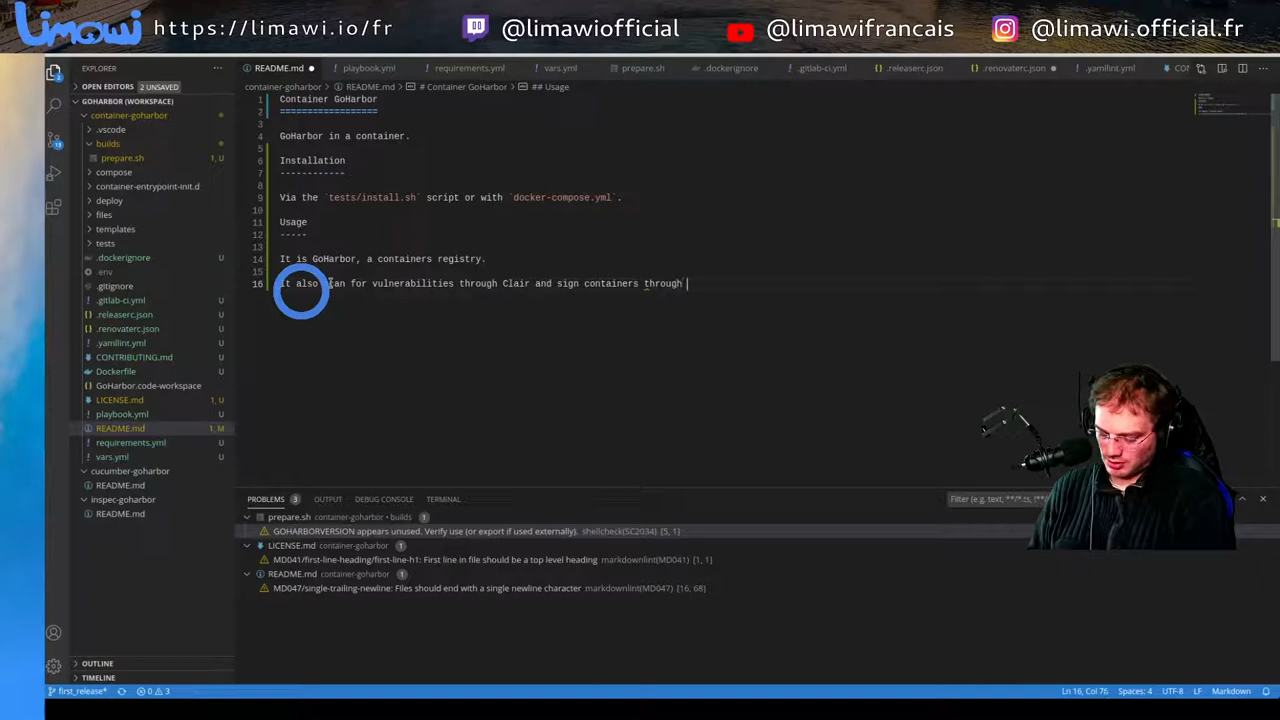 Limawi https://limawi.io/fr @limawiofficial @limawifrancais @limawi.official.fr
EXPLORER ···
README.md playbook.yml requirements.yml vars.yml prepare.sh .dockerignore .gitlab-ci.yml .releaserc.json .renovaterc.json .yamllint.yml
OPEN EDITORS 2 UNSAVED
container-goharbor > README.md > # Container GoHarbor > ## Usage
GOHARBOR (WORKSPACE)
container-goharbor
.vscode
builds
prepare.sh 1, U
compose
container-entrypoint-init.d
deploy
files
templates
tests
.dockerignore U
.env
.gitignore
.gitlab-ci.yml U
.releaserc.json U
.renovaterc.json U
.yamllint.yml U
CONTRIBUTING.md U
Dockerfile U
GoHarbor.code-workspace
LICENSE.md 1, U
playbook.yml U
README.md 1, M
requirements.yml U
vars.yml U
cucumber-goharbor
README.md
inspec-goharbor
README.md
OUTLINE
TIMELINE
1 Container GoHarbor
2 ==================
3
4 GoHarbor in a container.
5
6 Installation
7 ------------
8
9 Via the `tests/install.sh` script or with `docker-compose.yml`.
10
11 Usage
12 -----
13
14 It is GoHarbor, a containers registry.
15
16 It also can for vulnerabilities through Clair and sign containers through
PROBLEMS 3 OUTPUT DEBUG CONSOLE TERMINAL
Filter (e.g. text, **/*.ts, !**/
prepare.sh container-goharbor • builds 1
GOHARBORVERSION appears unused. Verify use (or export if used externally). shellcheck(SC2034) [5, 1]
LICENSE.md container-goharbor 1
MD041/first-line-heading/first-line-h1: First line in file should be a top level heading markdownlint(MD041) [1, 1]
README.md container-goharbor 1
MD047/single-trailing-newline: Files should end with a single newline character markdownlint(MD047) [16, 68]
first_release* 0 3 Ln 16, Col 76 Spaces: 4 UTF-8 LF Markdown